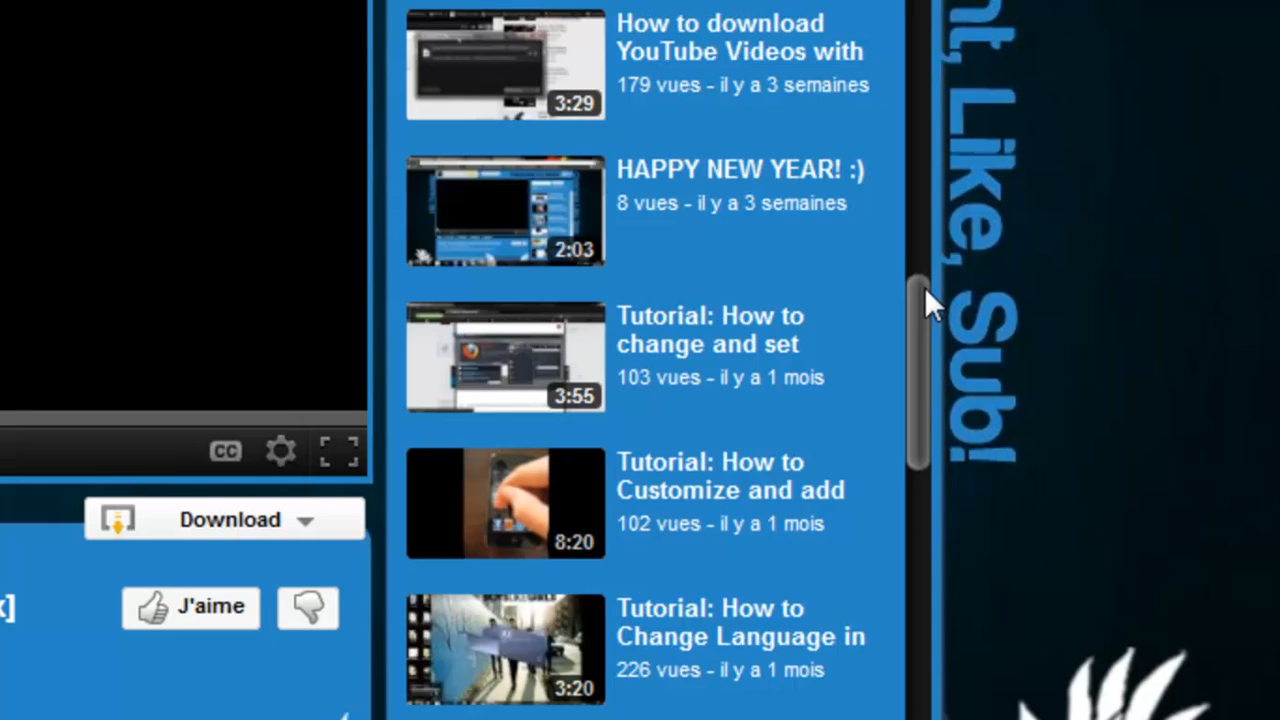 How to download
YouTube Videos with
179 vues - il y a 3 semaines
3:29
HAPPY NEW YEAR! :)
8 vues - il y a 3 semaines
2:03
Tutorial: How to
change and set
103 vues - il y a 1 mois
3:55
Tutorial: How to
Customize and add
102 vues - il y a 1 mois
8:20
Tutorial: How to
Change Language in
226 vues - il y a 1 mois
3:20
CC
Download
J'aime
nt, Like, Sub!